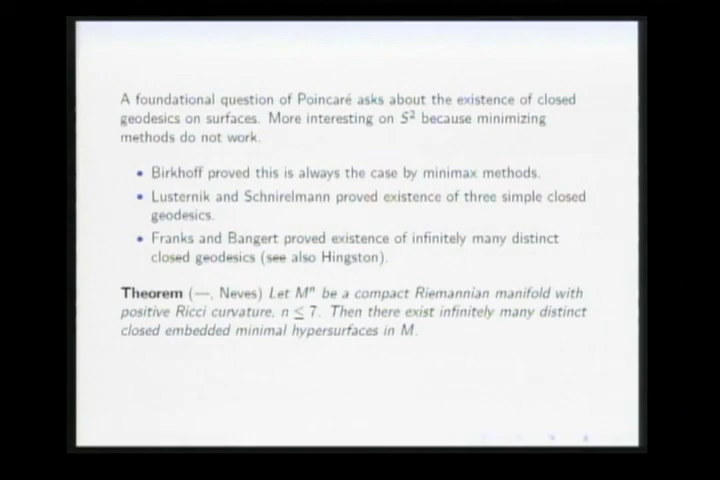 A foundational question of Poincaré asks about the existence of closed
geodesics on surfaces. More interesting on S² because minimizing
methods do not work.
• Birkhoff proved this is always the case by minimax methods.
• Lusternik and Schnirelmann proved existence of three simple closed
geodesics.
• Franks and Bangert proved existence of infinitely many distinct
closed geodesics (see also Hingston).
Theorem (—, Neves) Let Mⁿ be a compact Riemannian manifold with
positive Ricci curvature, n ≤ 7. Then there exist infinitely many distinct
closed embedded minimal hypersurfaces in M.